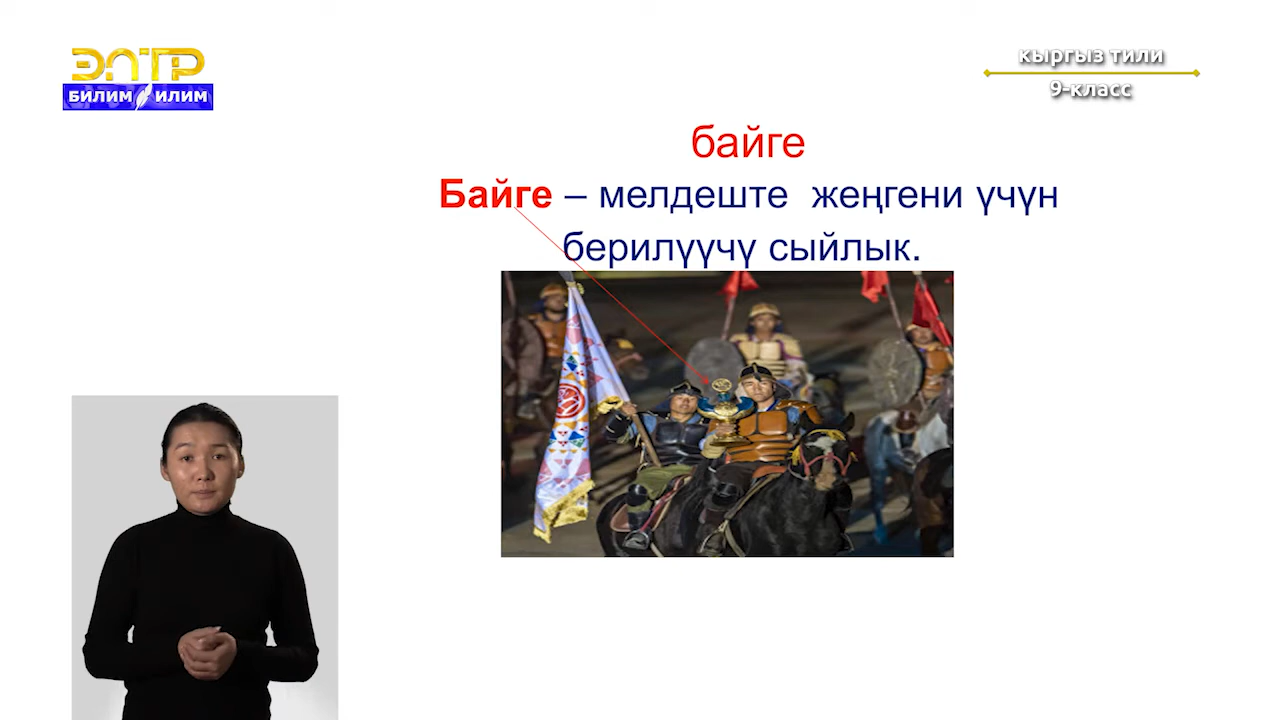 ЭЛТР
БИЛИМ ИЛИМ
кыргыз тили
9-класс
байге
Байге – мелдеште жеңгени үчүн
берилүүчү сыйлык.